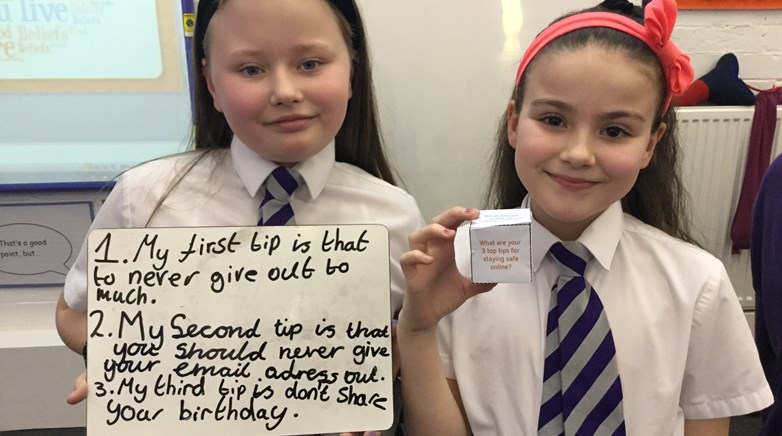 u live
Beliefs
That's a good
point, but...
1. My first tip is that
to never give out to
much.
2. My Second tip is that
you should never give
your email adress out.
3. My third tip is don't share
your birthday.
What are your
3 top tips for
staying safe
online?